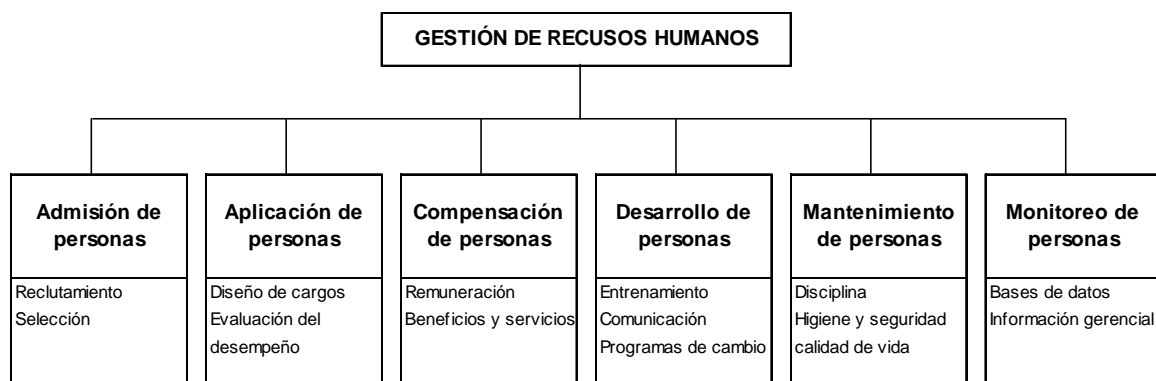 GESTIÓN DE RECUSOS HUMANOS
Admisión de
personas
Reclutamiento
Selección
Aplicación de
personas
Diseño de cargos
Evaluación del
desempeño
Compensación
de personas
Remuneración
Beneficios y servicios
Desarrollo de
personas
Entrenamiento
Comunicación
Programas de cambio
Mantenimiento
de personas
Disciplina
Higiene y seguridad
calidad de vida
Monitoreo de
personas
Bases de datos
Información gerencial